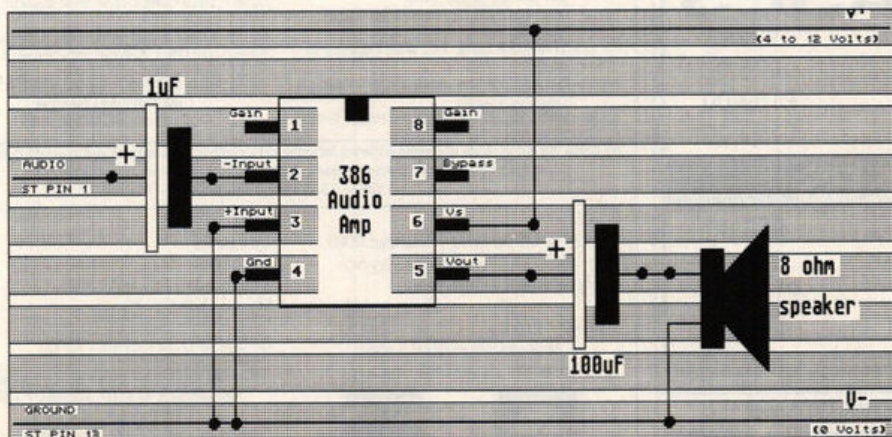 V+
(4 to 12 Volts)
1uF
Gain
1
8
Gain
+
AUDIO
ST PIN 1
-Input
2
386
Audio
Amp
7
Bypass
+Input
3
6
Vs
Gnd
4
5
Vout
+
8 ohm
speaker
100uF
GROUND
ST PIN 13
V-
(0 Volts)